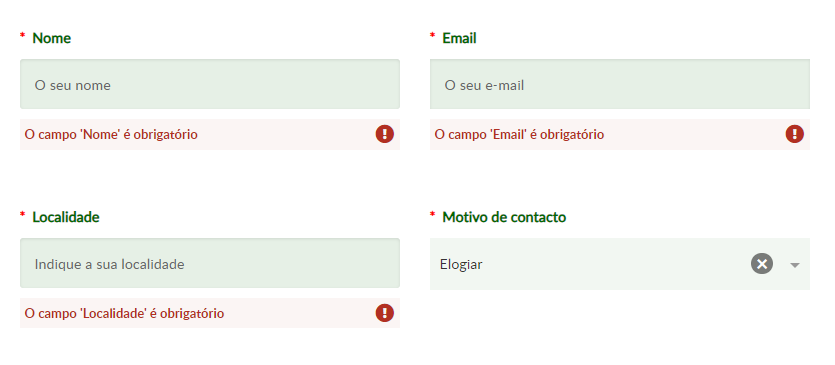 * Nome
O seu nome
O campo 'Nome' é obrigatório
* Email
O seu e-mail
O campo 'Email' é obrigatório
* Localidade
Indique a sua localidade
O campo 'Localidade' é obrigatório
* Motivo de contacto
Elogiar